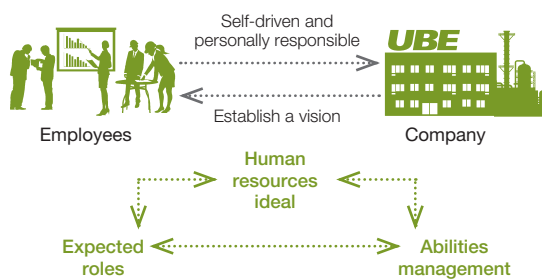 Self-driven and
personally responsible
UBE
Establish a vision
Employees
Company
Human
resources
ideal
Expected
roles
Abilities
management